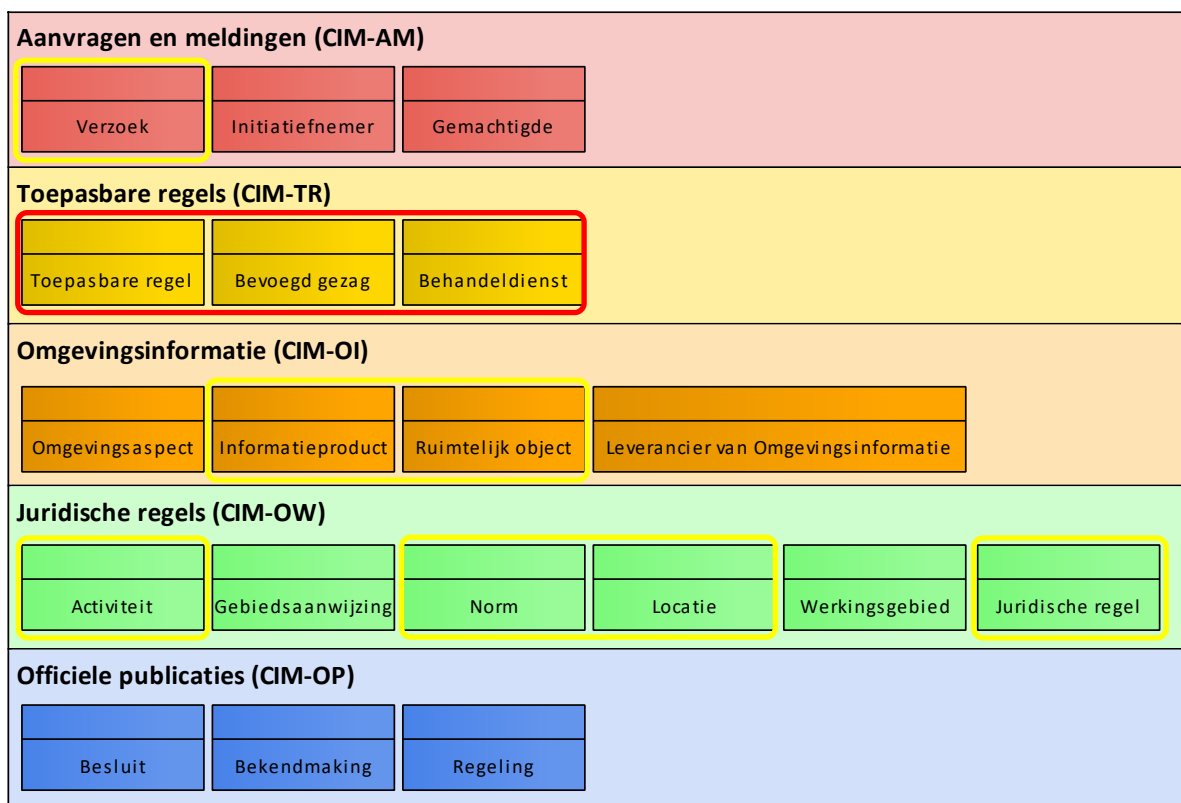 Aanvragen en meldingen (CIM-AM)
Verzoek
Initiatiefnemer
Gemachtigde
Toepasbare regels (CIM-TR)
Toepasbare regel
Bevoegd gezag
Behandeldienst
Omgevingsinformatie (CIM-OI)
Omgevingsaspect
Informatieproduct
Ruimtelijk object
Leverancier van Omgevingsinformatie
Juridische regels (CIM-OW)
Activiteit
Gebiedsaanwijzing
Norm
Locatie
Werkingsgebied
Juridische regel
Officiele publicaties (CIM-OP)
Besluit
Bekendmaking
Regeling